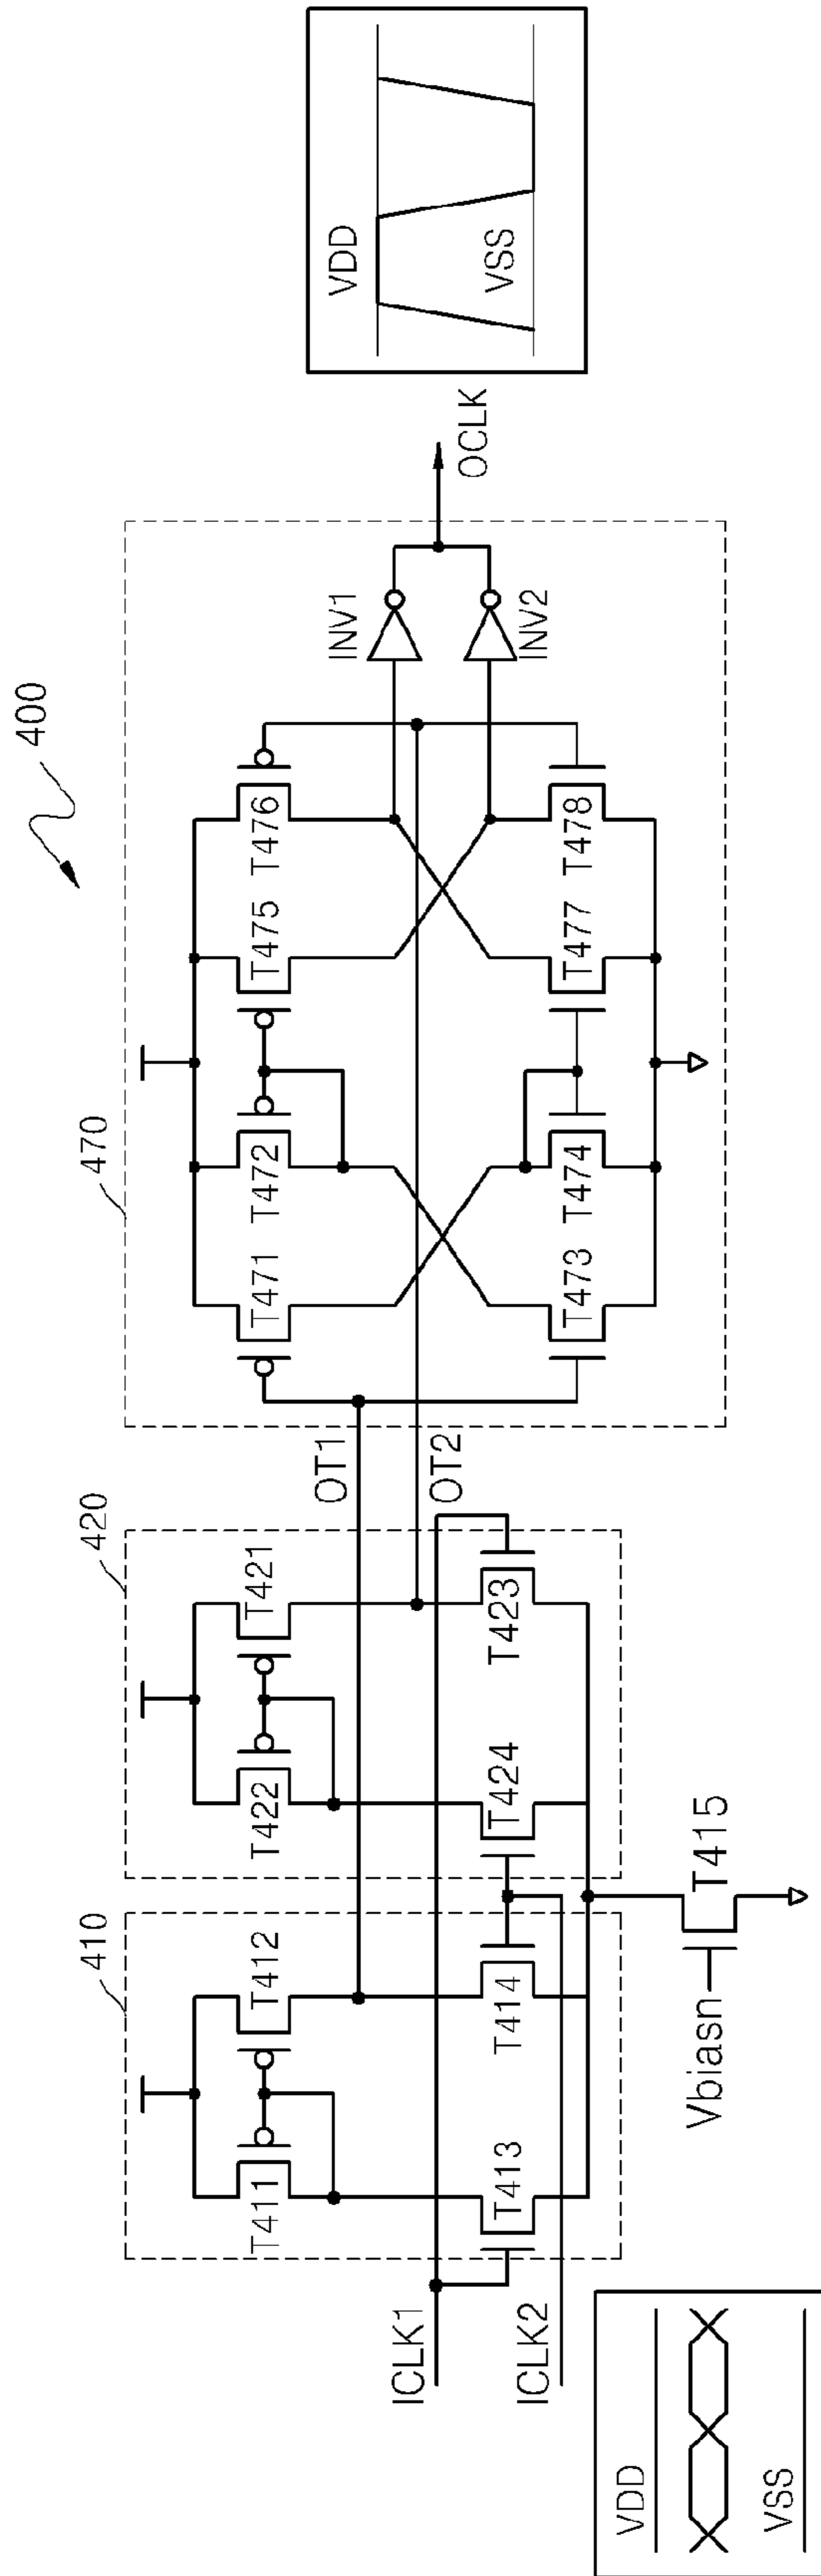 400
410
420
470
T411
T412
T422
T421
T471
T472
T475
T476
OT1
OT2
INV1
INV2
OCLK
VDD
VSS
ICLK1
ICLK2
T413
T414
T424
T423
T473
T474
T477
T478
Vbiasn
T415
VDD
VSS